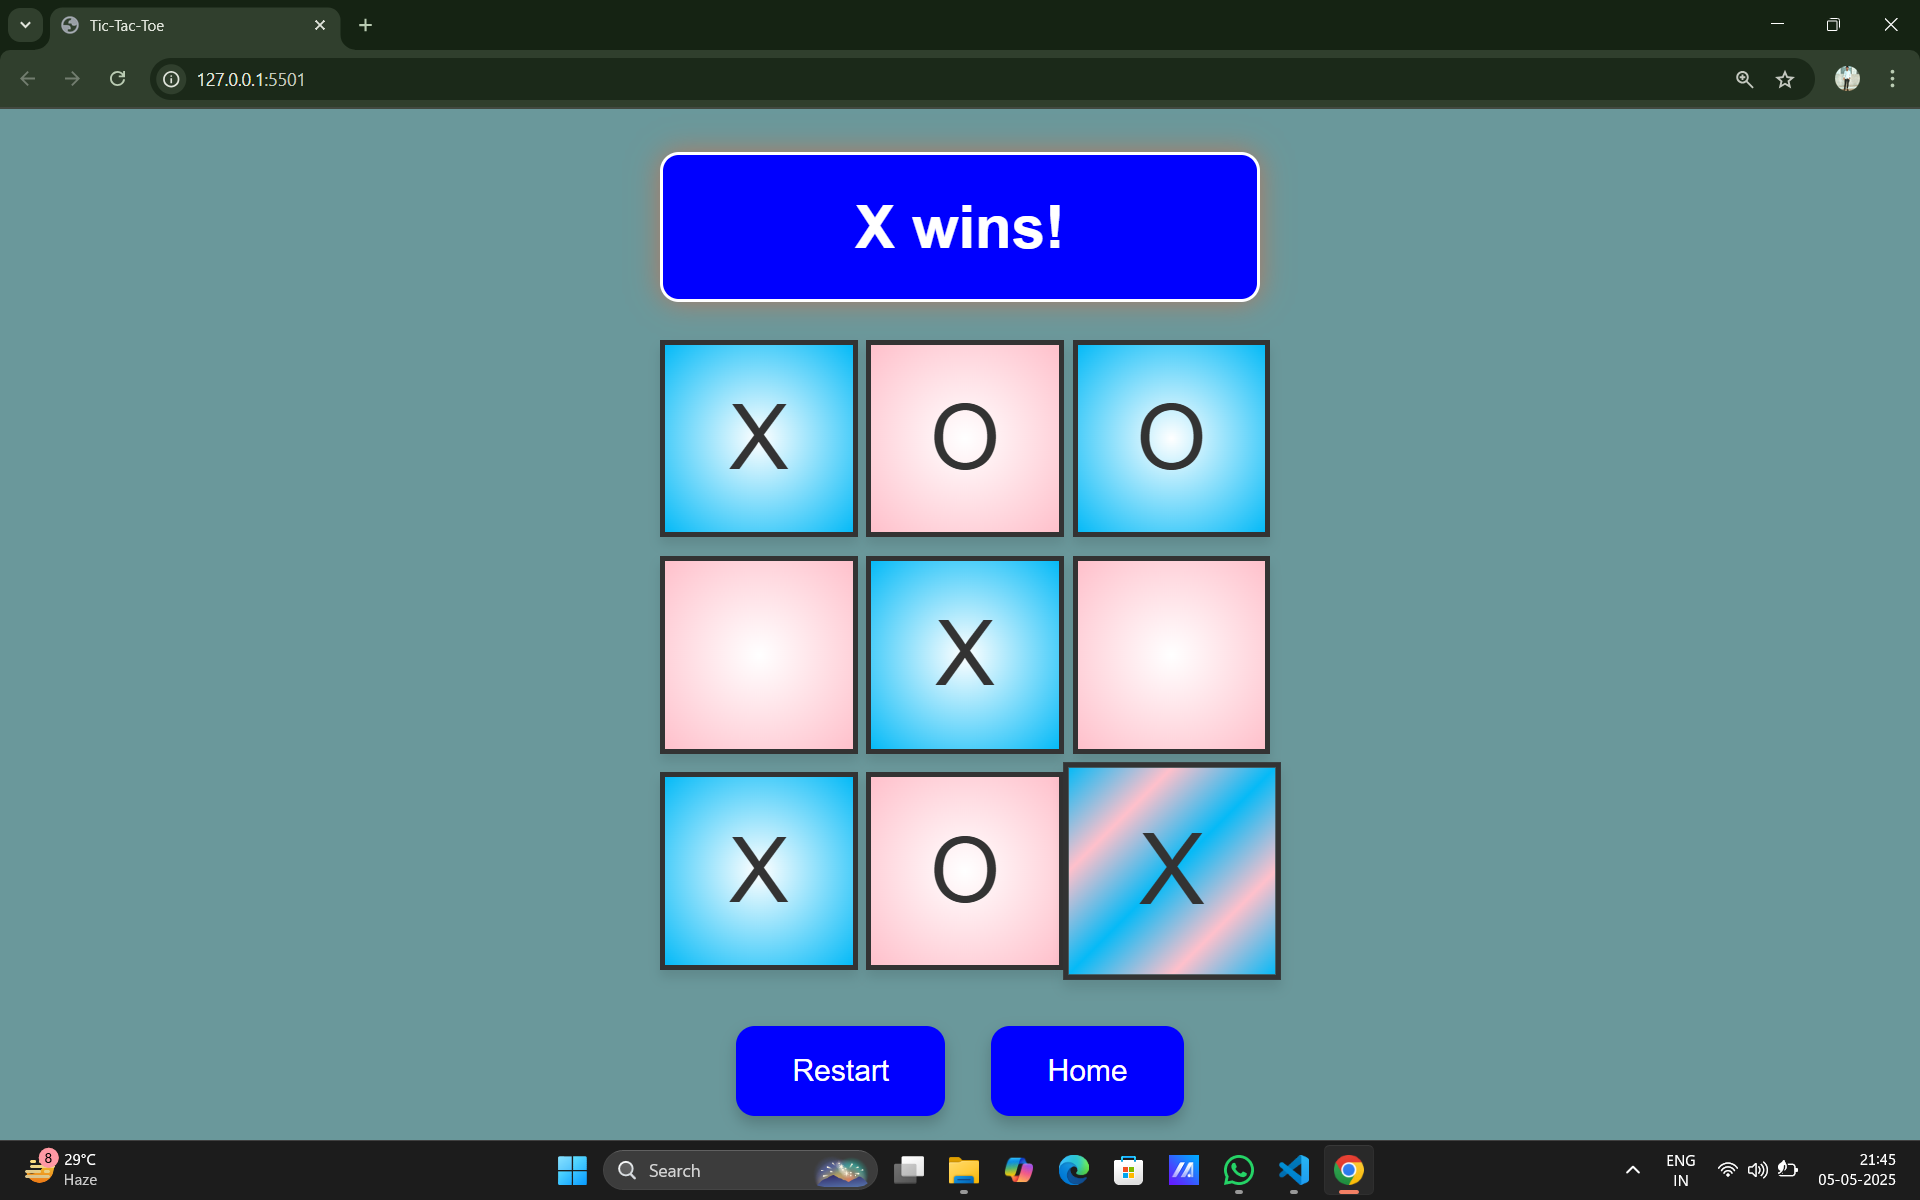 Tic-Tac-Toe
127.0.0.1:5501
X wins!
X O O
X
X O X
Restart Home
8
29°C
Haze
Search
ENG
IN
21:45
05-05-2025